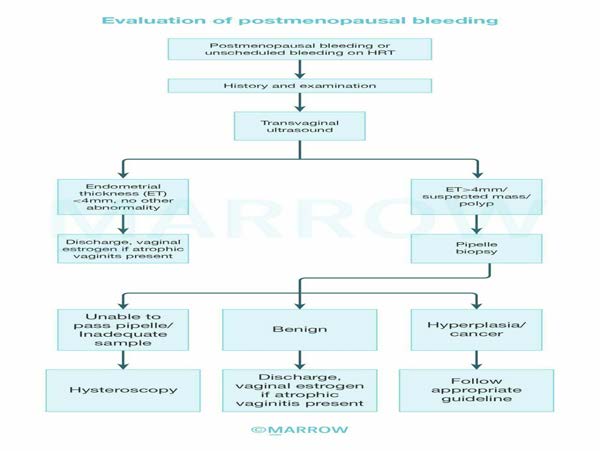 Evaluation of postmenopausal bleeding
Postmenopausal bleeding or
unscheduled bleeding on HRT
History and examination
Transvaginal
ultrasound
Endometrial
thickness (ET)
<4mm, no other
abnormality
ET>4mm/
suspected mass/
polyp
MARROW
Discharge, vaginal
estrogen if atrophic
vaginits present
Pipelle
biopsy
Unable to
pass pipelle/
Inadequate
sample
Benign
Hyperplasia/
cancer
Hysteroscopy
Discharge,
vaginal estrogen
if atrophic
vaginitis present
Follow
appropriate
guideline
©MARROW